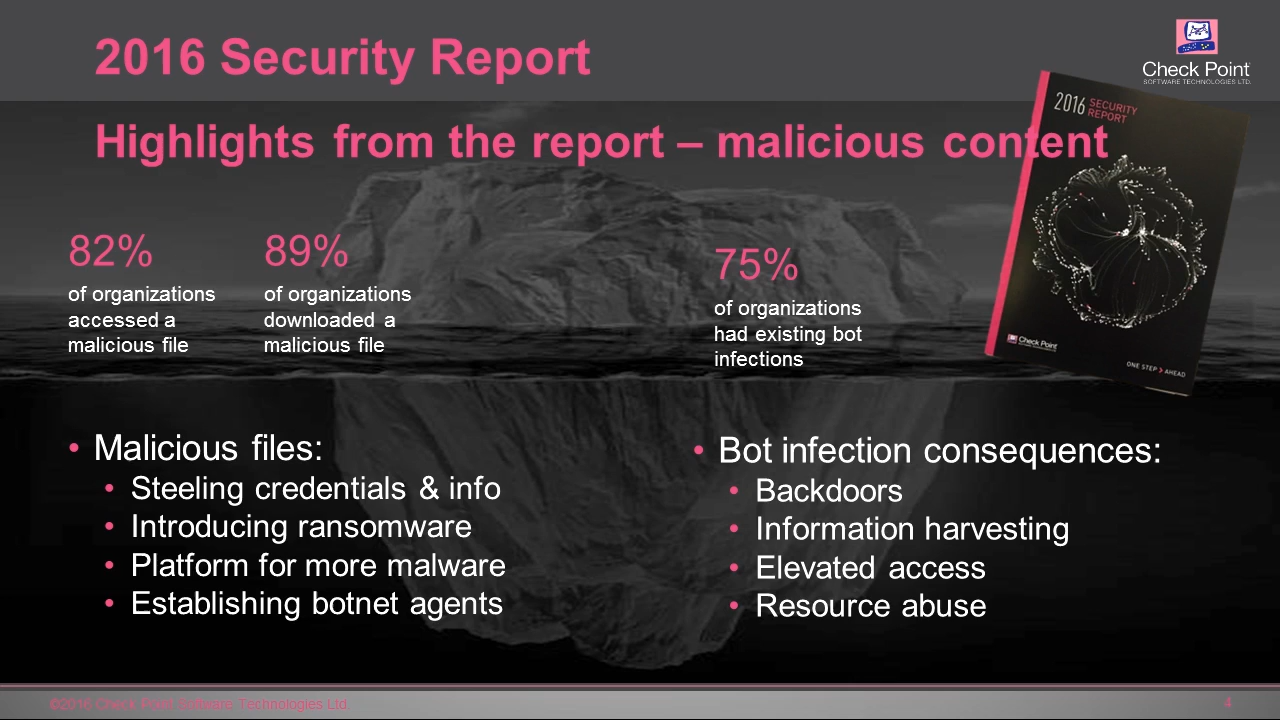 2016 Security Report
Check Point
SOFTWARE TECHNOLOGIES LTD.
Highlights from the report – malicious content
2016 SECURITY
REPORT
Check Point
SOFTWARE TECHNOLOGIES LTD.
ONE STEP > AHEAD
82%
of organizations
accessed a
malicious file
89%
of organizations
downloaded a
malicious file
75%
of organizations
had existing bot
infections
• Malicious files:
• Steeling credentials & info
• Introducing ransomware
• Platform for more malware
• Establishing botnet agents
• Bot infection consequences:
• Backdoors
• Information harvesting
• Elevated access
• Resource abuse
©2016 Check Point Software Technologies Ltd.
4